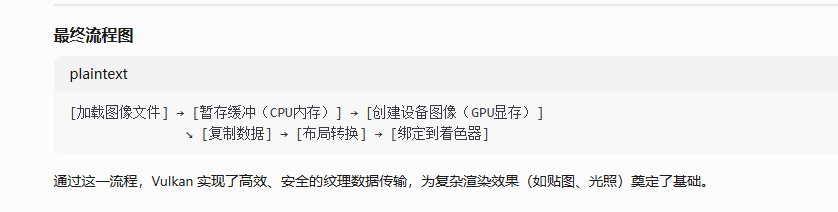 最终流程图
plaintext
[加载图像文件] → [暂存缓冲（CPU内存）] → [创建设备图像（GPU显存）]
↘ [复制数据] → [布局转换] → [绑定到着色器]
通过这一流程，Vulkan 实现了高效、安全的纹理数据传输，为复杂渲染效果（如贴图、光照）奠定了基础。